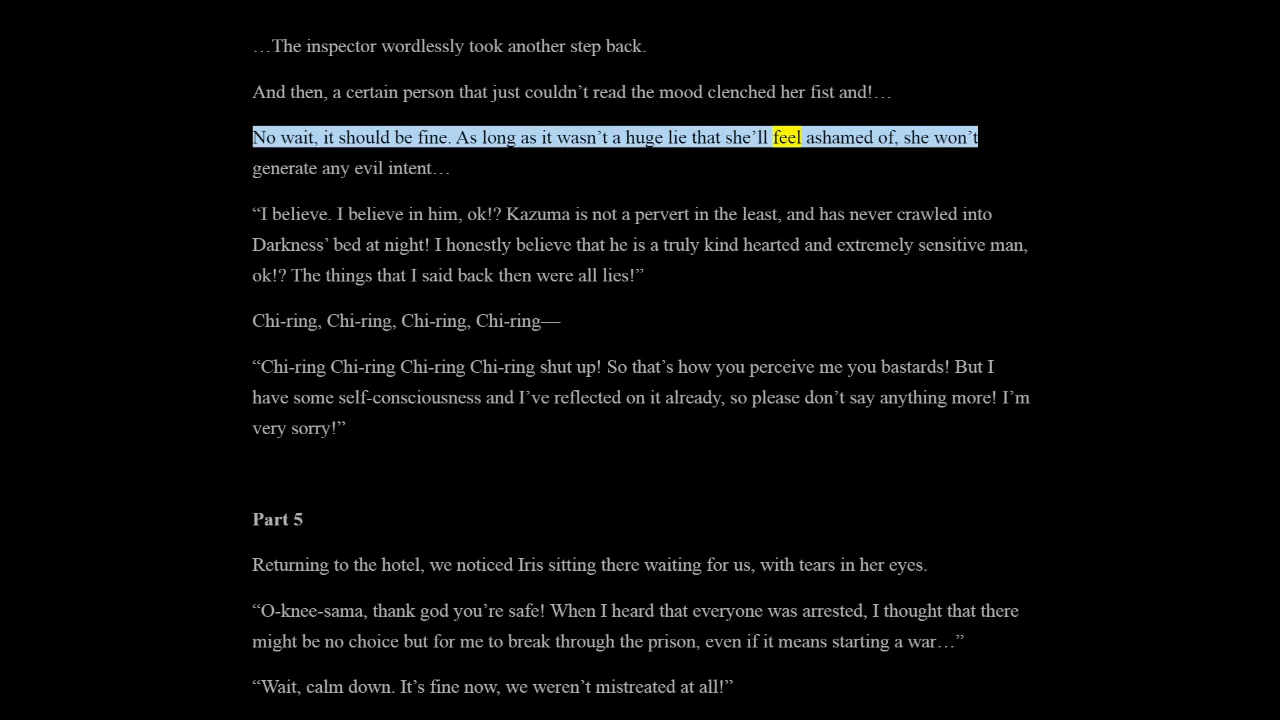 …The inspector wordlessly took another step back.
And then, a certain person that just couldn’t read the mood clenched her fist and!…
No wait, it should be fine. As long as it wasn’t a huge lie that she’ll feel ashamed of, she won’t
generate any evil intent…
“I believe. I believe in him, ok!? Kazuma is not a pervert in the least, and has never crawled into
Darkness’ bed at night! I honestly believe that he is a truly kind hearted and extremely sensitive man,
ok!? The things that I said back then were all lies!”
Chi-ring, Chi-ring, Chi-ring, Chi-ring—
“Chi-ring Chi-ring Chi-ring Chi-ring shut up! So that’s how you perceive me you bastards! But I
have some self-consciousness and I’ve reflected on it already, so please don’t say anything more! I’m
very sorry!”
Part 5
Returning to the hotel, we noticed Iris sitting there waiting for us, with tears in her eyes.
“O-knee-sama, thank god you’re safe! When I heard that everyone was arrested, I thought that there
might be no choice but for me to break through the prison, even if it means starting a war…”
“Wait, calm down. It’s fine now, we weren’t mistreated at all!”